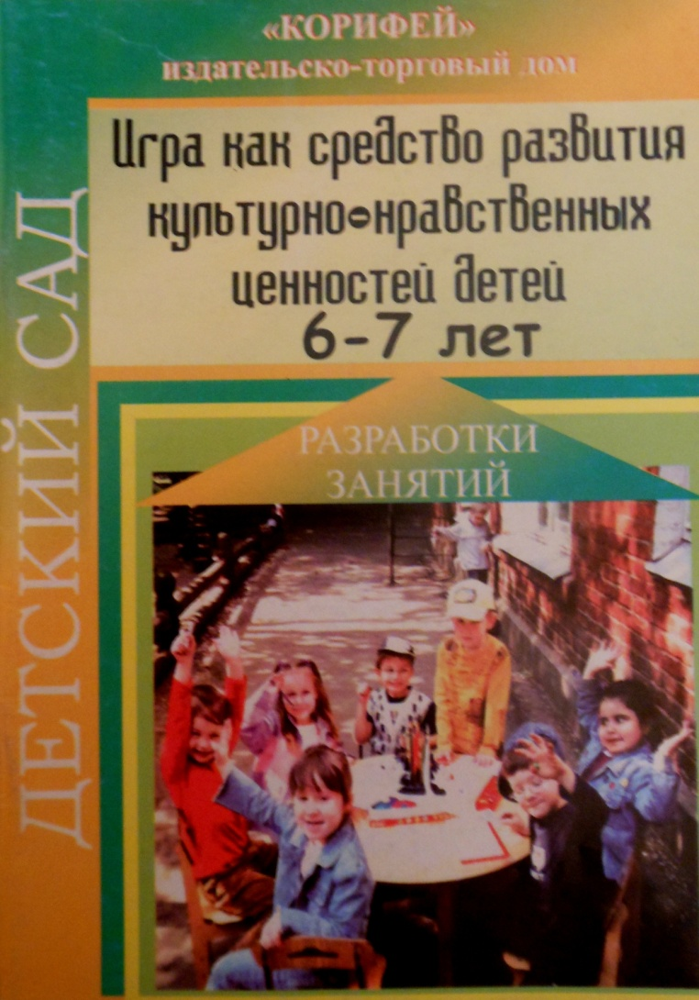 «КОРИФЕЙ»
издательско-торговый дом
Игра как средство развития
культурно-нравственных
ценностей детей
6-7 лет
ДЕТСКИЙ САД
РАЗРАБОТКИ
ЗАНЯТИЙ